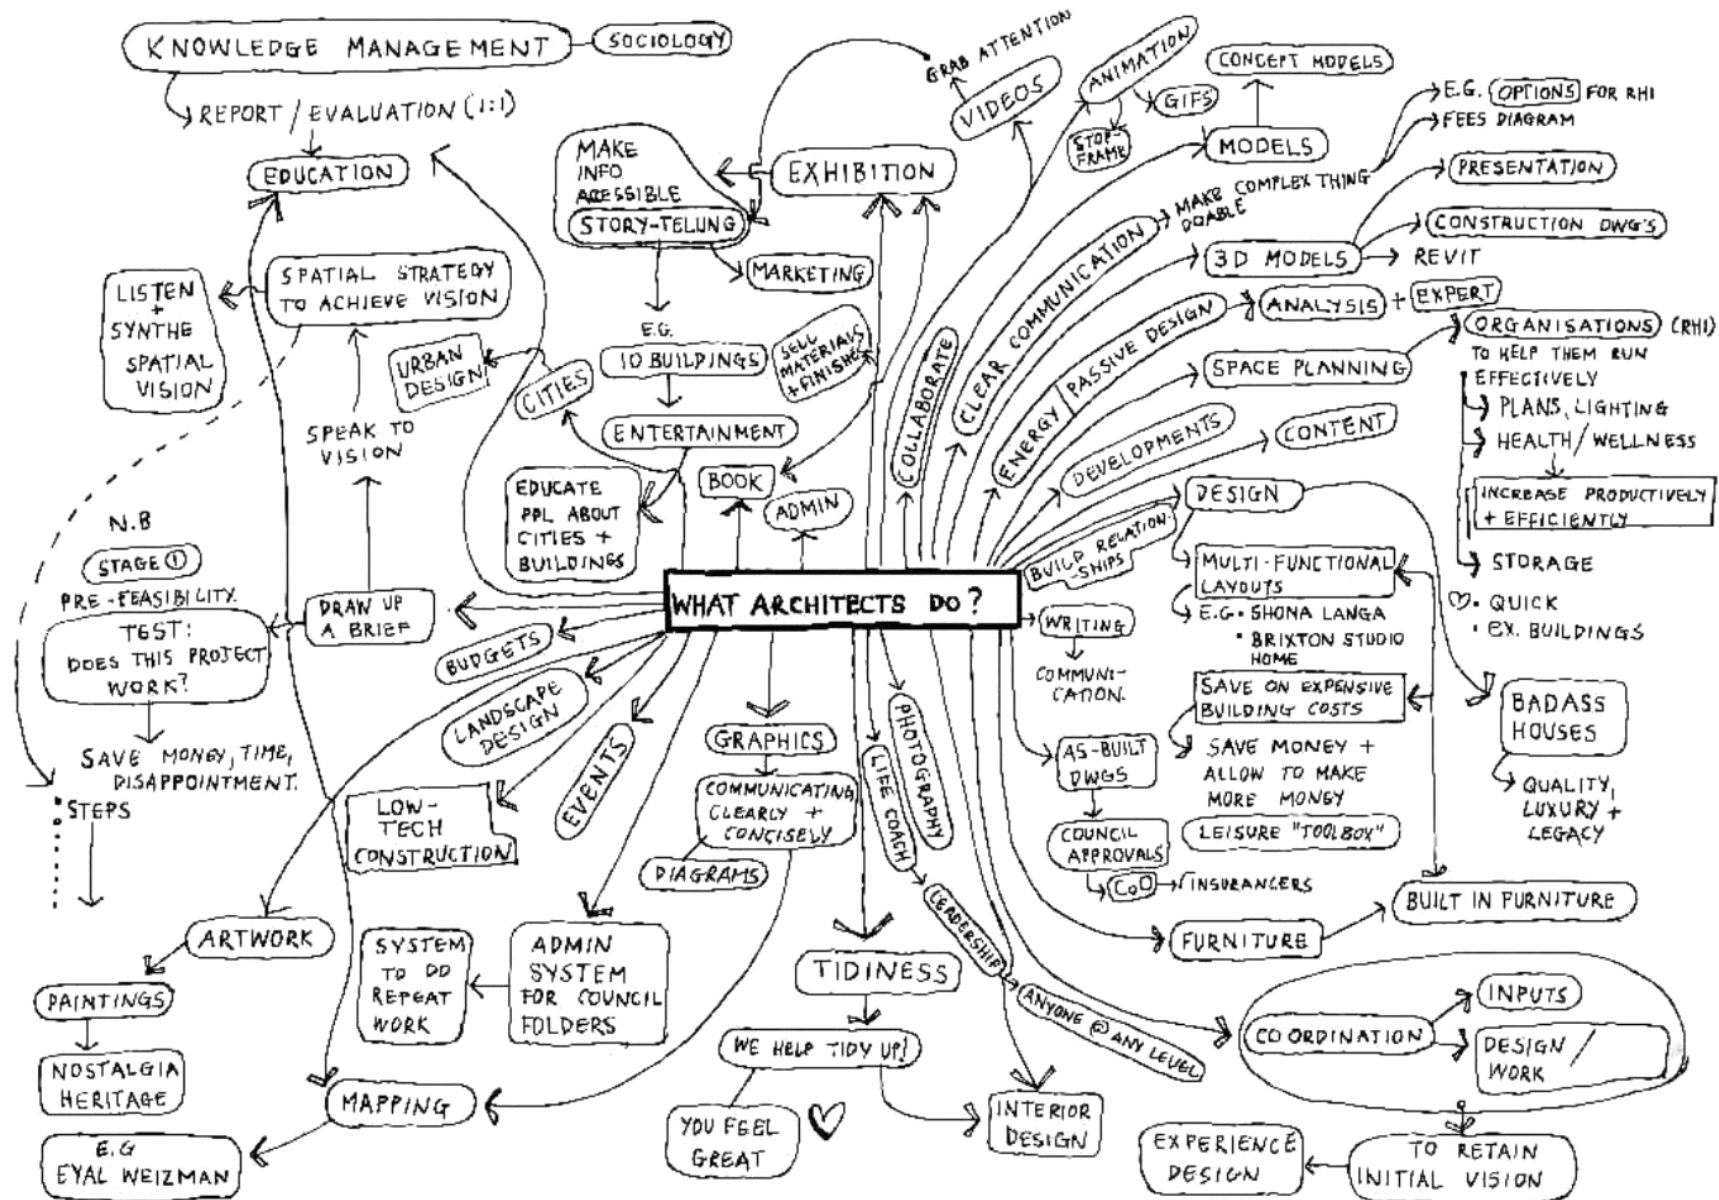 KNOWLEDGE MANAGEMENT
SOCIOLOGY
REPORT / EVALUATION (1:1)
EDUCATION
MAKE
INFO
ACESSIBLE
STORY-TELLING
EXHIBITION
MARKETING
GRAB ATTENTION
VIDEOS
ANIMATION
GIFS
STOP-
FRAME
CONCEPT MODELS
MODELS
E.G. OPTIONS FOR RHI
FEES DIAGRAM
MAKE COMPLEX THING
DOABLE
PRESENTATION
CONSTRUCTION DWG'S
3D MODELS
REVIT
LISTEN
+
SYNTHE
SPATIAL
VISION
SPATIAL STRATEGY
TO ACHIEVE VISION
URBAN
DESIGN
CITIES
E.G.
10 BUILDINGS
ENTERTAINMENT
EDUCATE
PPL ABOUT
CITIES +
BUILDINGS
SELL
MATERIALS
+ FINISHES
BOOK
ADMIN
COLLABORATE
CLEAR COMMUNICATION
ENERGY / PASSIVE DESIGN
ANALYSIS + EXPERT
ORGANISATIONS (RHI)
TO HELP THEM RUN
EFFECTIVELY
PLANS, LIGHTING
HEALTH / WELLNESS
INCREASE PRODUCTIVELY
+ EFFICIENTLY
STORAGE
QUICK
EX. BUILDINGS
SPACE PLANNING
DEVELOPMENTS
CONTENT
BUILD RELATION-
-SHIPS
DESIGN
MULTI-FUNCTIONAL
LAYOUTS
E.G • SHONA LANGA
• BRIXTON STUDIO
HOME
SAVE ON EXPENSIVE
BUILDING COSTS
SAVE MONEY +
ALLOW TO MAKE
MORE MONEY
LEISURE "TOOLBOX"
BADASS
HOUSES
QUALITY,
LUXURY +
LEGACY
SPEAK TO
VISION
N.B
STAGE 1
PRE-FEASIBILITY.
TEST:
DOES THIS PROJECT
WORK?
DRAW UP
A BRIEF
SAVE MONEY, TIME,
DISAPPOINTMENT.
STEPS
WHAT ARCHITECTS DO?
WRITING
COMMUNI-
CATION.
BUDGETS
LANDSCAPE
DESIGN
LOW-
TECH
CONSTRUCTION
EVENTS
GRAPHICS
COMMUNICATING
CLEARLY +
CONCISELY
DIAGRAMS
PHOTOGRAPHY
LIFE COACH
LEADERSHIP
ANYONE @ ANY LEVEL
AS-BUILT
DWGS
COUNCIL
APPROVALS
COO
INSURANCERS
FURNITURE
BUILT IN FURNITURE
ARTWORK
PAINTINGS
NOSTALGIA
HERITAGE
E.G
EYAL WEIZMAN
MAPPING
SYSTEM
TO DO
REPEAT
WORK
ADMIN
SYSTEM
FOR COUNCIL
FOLDERS
TIDINESS
WE HELP TIDY UP!
YOU FEEL
GREAT
INTERIOR
DESIGN
CO ORDINATION
INPUTS
DESIGN /
WORK
TO RETAIN
INITIAL VISION
EXPERIENCE
DESIGN